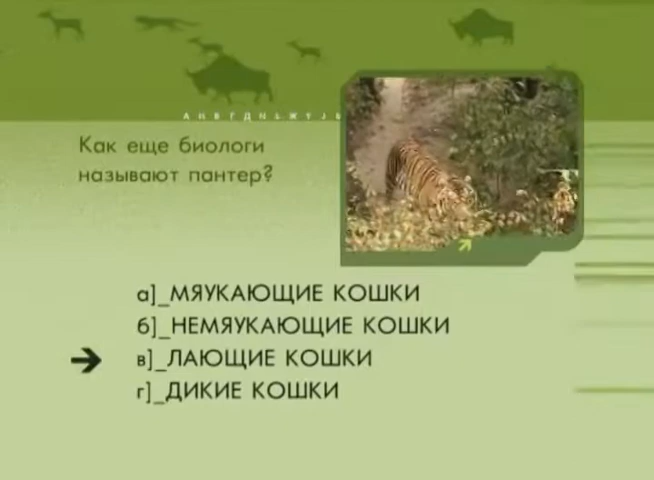 Как еще биологи
называют пантер?
а]_МЯУКАЮЩИЕ КОШКИ
б]_НЕМЯУКАЮЩИЕ КОШКИ
в]_ЛАЮЩИЕ КОШКИ
г]_ДИКИЕ КОШКИ